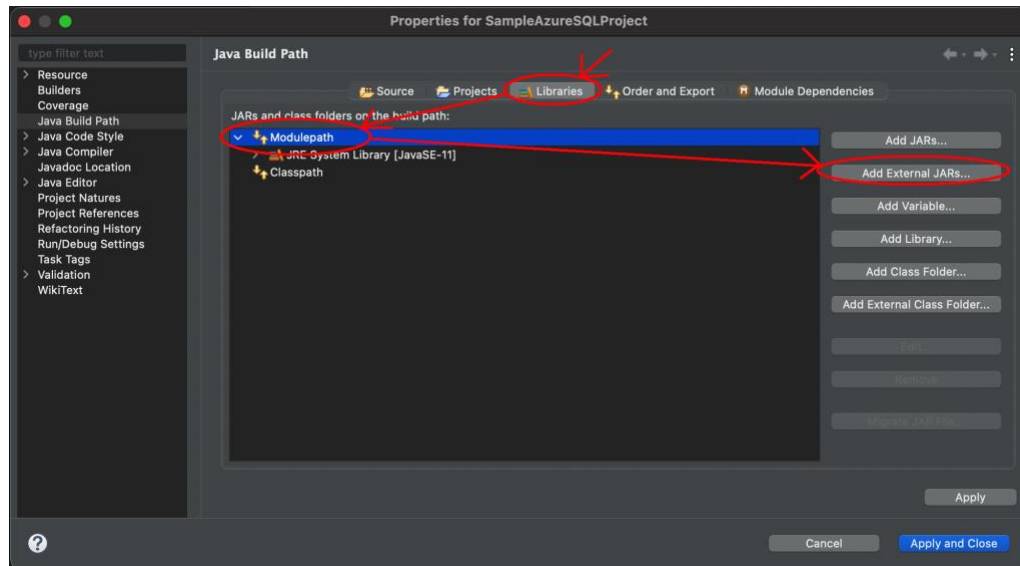 Properties for SampleAzureSQLProject
type filter text
Resource
Builders
Coverage
Java Build Path
Java Code Style
Java Compiler
Javadoc Location
Java Editor
Project Natures
Project References
Refactoring History
Run/Debug Settings
Task Tags
Validation
WikiText
Java Build Path
Source Projects Libraries Order and Export Module Dependencies
JARs and class folders on the build path:
Modulepath
JRE System Library [JavaSE-11]
Classpath
Add JARs...
Add External JARs...
Add Variable...
Add Library...
Add Class Folder...
Add External Class Folder...
Edit...
Remove
Migrate JAR File...
Apply
?
Cancel Apply and Close